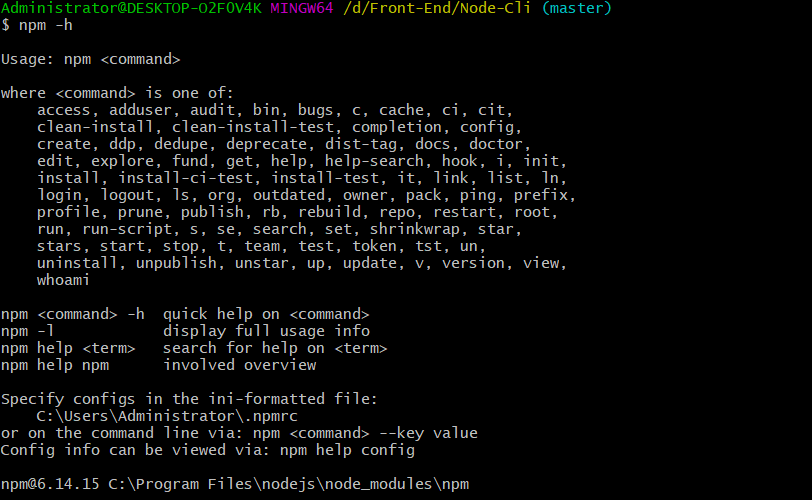 Administrator@DESKTOP-O2F0V4K MINGW64 /d/Front-End/Node-Cli (master)
$ npm -h
Usage: npm <command>
where <command> is one of:
    access, adduser, audit, bin, bugs, c, cache, ci, cit,
    clean-install, clean-install-test, completion, config,
    create, ddp, dedupe, deprecate, dist-tag, docs, doctor,
    edit, explore, fund, get, help, help-search, hook, i, init,
    install, install-ci-test, install-test, it, link, list, ln,
    login, logout, ls, org, outdated, owner, pack, ping, prefix,
    profile, prune, publish, rb, rebuild, repo, restart, root,
    run, run-script, s, se, search, set, shrinkwrap, star,
    stars, start, stop, t, team, test, token, tst, un,
    uninstall, unpublish, unstar, up, update, v, version, view,
    whoami
npm <command> -h  quick help on <command>
npm -l            display full usage info
npm help <term>   search for help on <term>
npm help npm      involved overview
Specify configs in the ini-formatted file:
    C:\Users\Administrator\.npmrc
or on the command line via: npm <command> --key value
Config info can be viewed via: npm help config
npm@6.14.15 C:\Program Files\nodejs\node_modules\npm